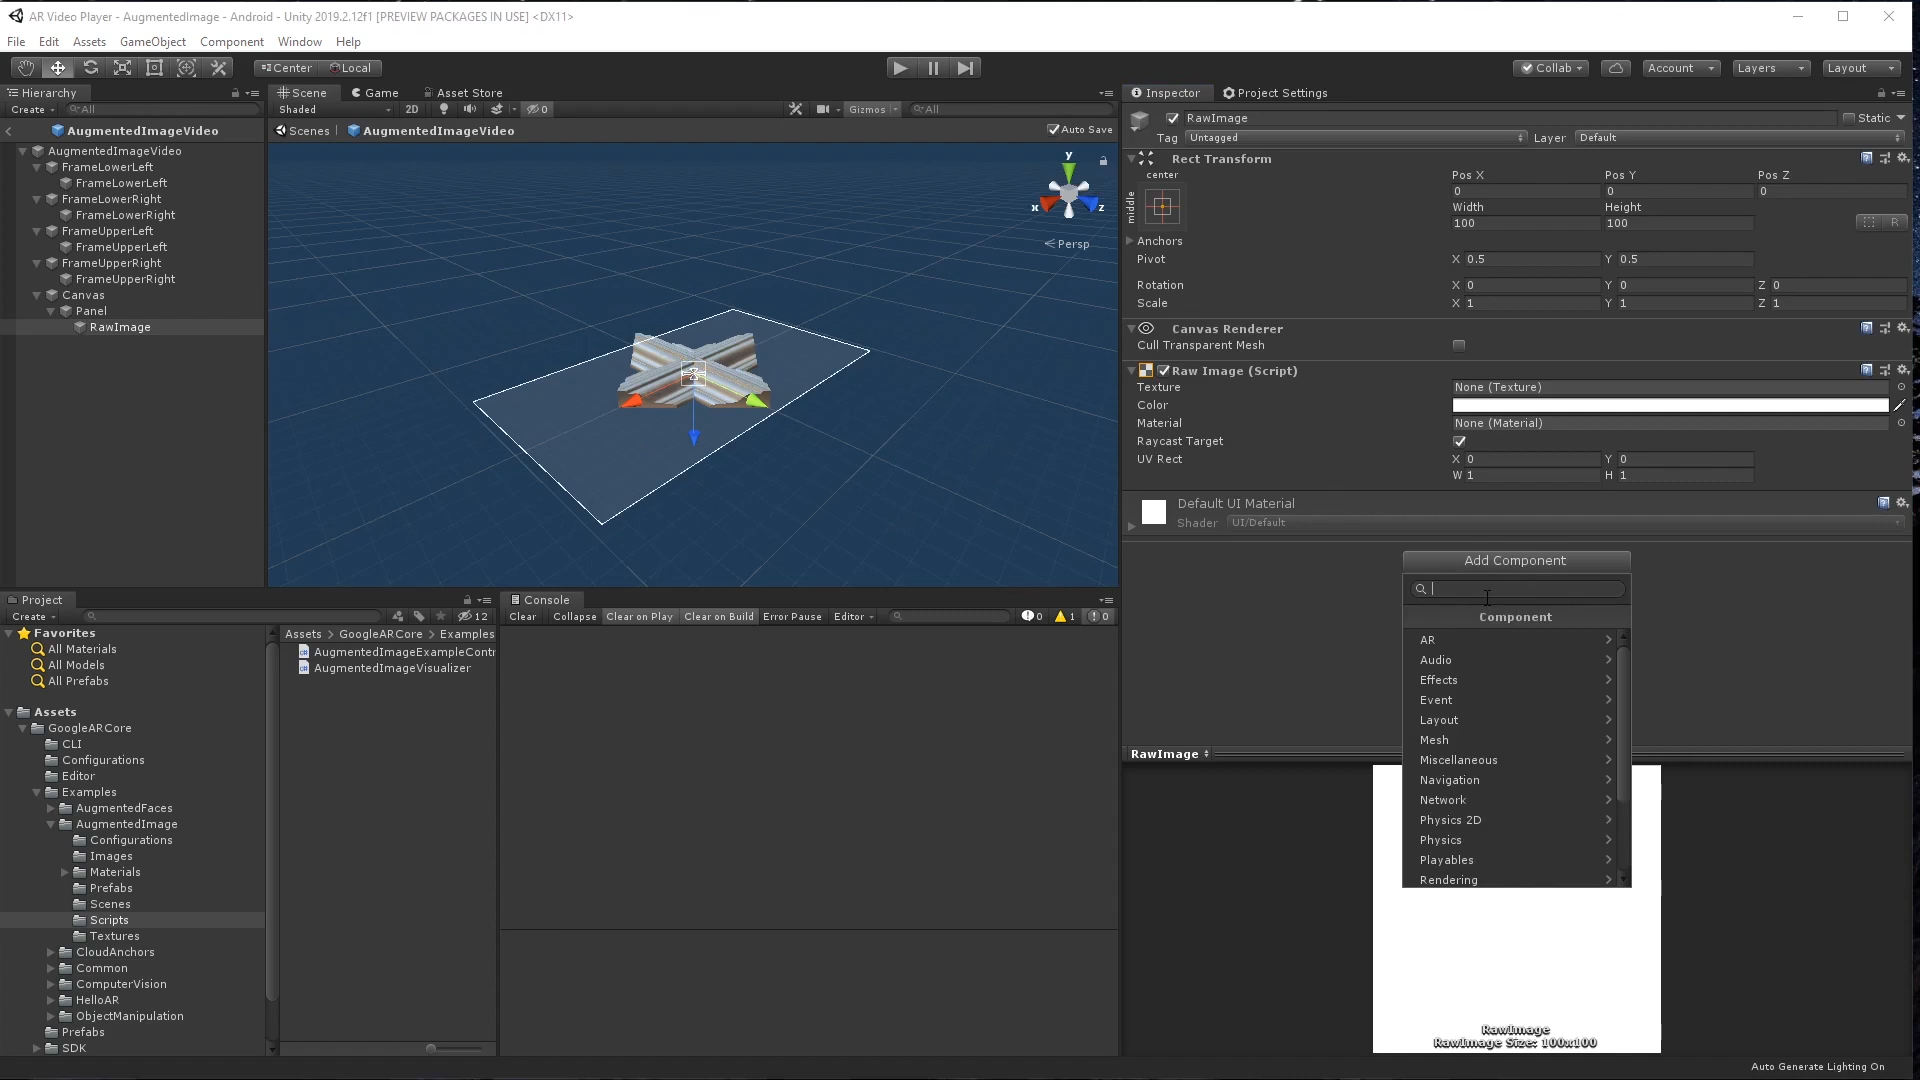 AR Video Player - AugmentedImage - Android - Unity 2019.2.12f1 [PREVIEW PACKAGES IN USE] <DX11>
File Edit Assets GameObject Component Window Help
Center Local
Collab Account Layers Layout
Hierarchy
Create All
AugmentedImageVideo
AugmentedImageVideo
FrameLowerLeft
FrameLowerLeft
FrameLowerRight
FrameLowerRight
FrameUpperLeft
FrameUpperLeft
FrameUpperRight
FrameUpperRight
Canvas
Panel
RawImage
Scene Game Asset Store
Shaded 2D 0 Gizmos All
Scenes AugmentedImageVideo Auto Save
y
x z
Persp
Inspector Project Settings
RawImage Static
Tag Untagged Layer Default
Rect Transform
center
middle
Pos X Pos Y Pos Z
0 0 0
Width Height
100 100
R
Anchors
Pivot X 0.5 Y 0.5
Rotation X 0 Y 0 Z 0
Scale X 1 Y 1 Z 1
Canvas Renderer
Cull Transparent Mesh
Raw Image (Script)
Texture None (Texture)
Color
Material None (Material)
Raycast Target
UV Rect X 0 Y 0
W 1 H 1
Default UI Material
Shader UI/Default
Add Component
Component
AR
Audio
Effects
Event
Layout
Mesh
Miscellaneous
Navigation
Network
Physics 2D
Physics
Playables
Rendering
RawImage
RawImage
RawImage Size: 100x100
Project
Create 12
Favorites
All Materials
All Models
All Prefabs
Assets
GoogleARCore
CLI
Configurations
Editor
Examples
AugmentedFaces
AugmentedImage
Configurations
Images
Materials
Prefabs
Scenes
Scripts
Textures
CloudAnchors
Common
ComputerVision
HelloAR
ObjectManipulation
Prefabs
SDK
Assets > GoogleARCore > Examples
AugmentedImageExampleContr
AugmentedImageVisualizer
Console
Clear Collapse Clear on Play Clear on Build Error Pause Editor 0 1 0
Auto Generate Lighting On